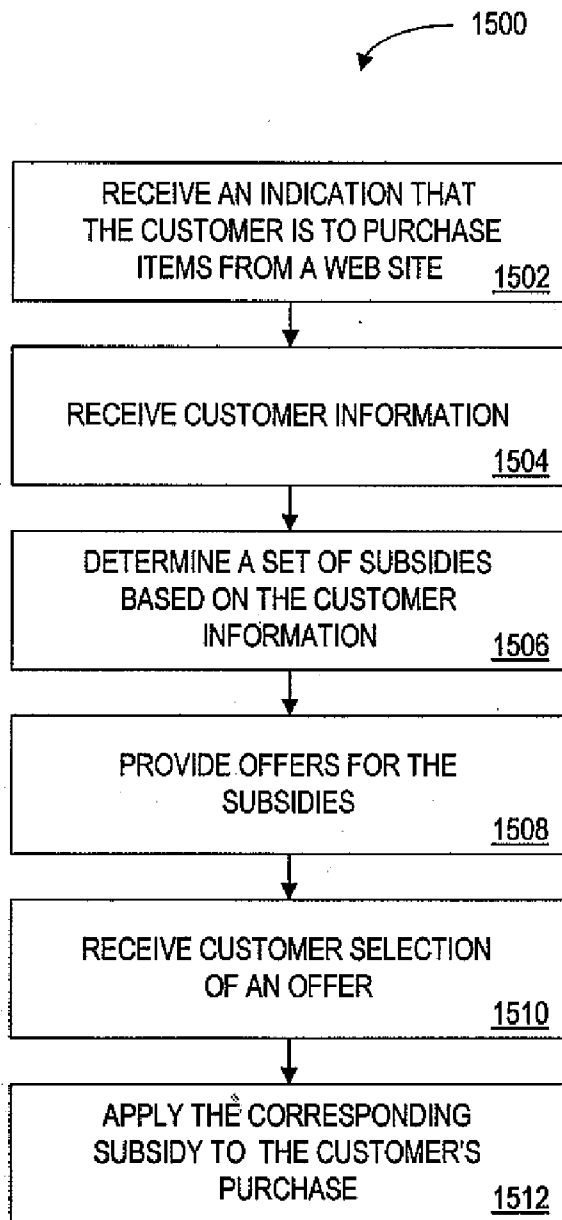 1500
RECEIVE AN INDICATION THAT
THE CUSTOMER IS TO PURCHASE
ITEMS FROM A WEB SITE
1502
RECEIVE CUSTOMER INFORMATION
1504
DETERMINE A SET OF SUBSIDIES
BASED ON THE CUSTOMER
INFORMATION
1506
PROVIDE OFFERS FOR THE
SUBSIDIES
1508
RECEIVE CUSTOMER SELECTION
OF AN OFFER
1510
APPLY THE CORRESPONDING
SUBSIDY TO THE CUSTOMER'S
PURCHASE
1512